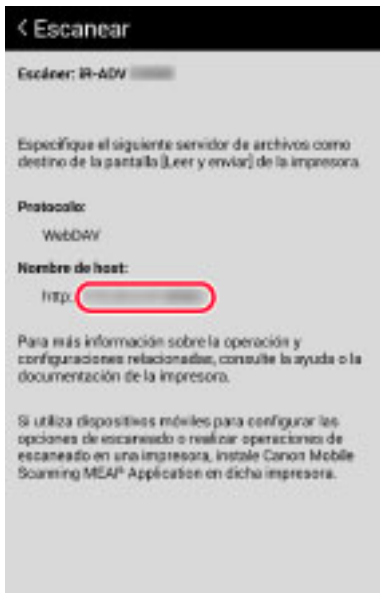 < Escanear
Escáner: iR-ADV
Especifique el siguiente servidor de archivos como
destino de la pantalla [Leer y enviar] de la impresora.
Protocolo:
WebDAV
Nombre de host:
http:
Para más información sobre la operación y
configuraciones relacionadas, consulte la ayuda o la
documentación de la impresora.
Si utiliza dispositivos móviles para configurar las
opciones de escaneado o realizar operaciones de
escaneado en una impresora, instale Canon Mobile
Scanning MEAP Application en dicha impresora.